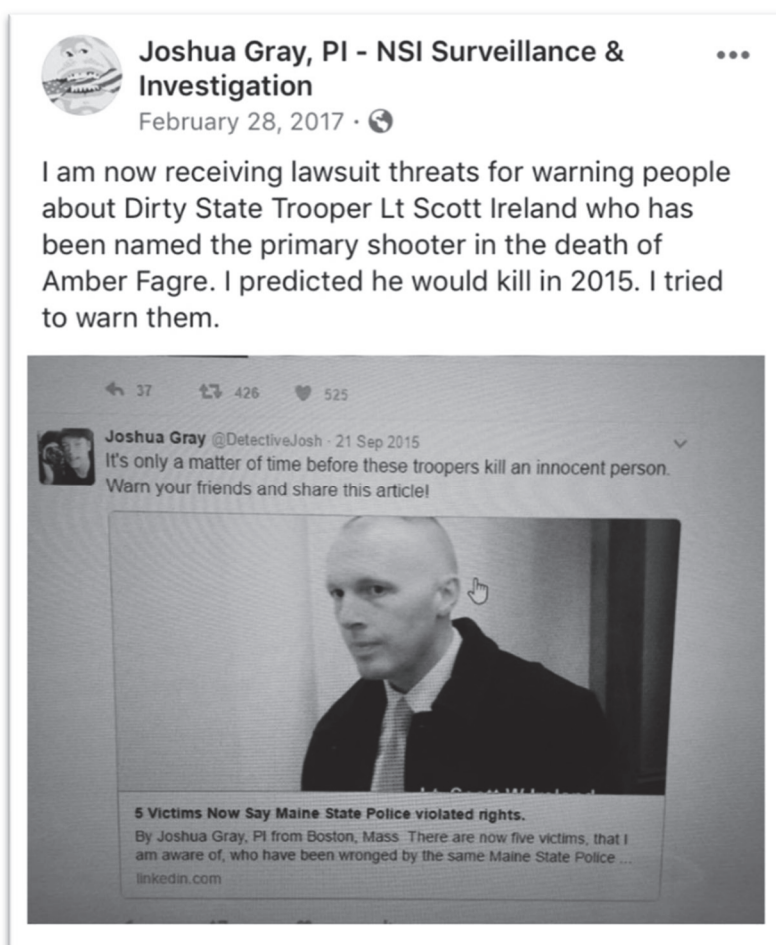 Joshua Gray, PI - NSI Surveillance &
Investigation
February 28, 2017 ·
I am now receiving lawsuit threats for warning people
about Dirty State Trooper Lt Scott Ireland who has
been named the primary shooter in the death of
Amber Fagre. I predicted he would kill in 2015. I tried
to warn them.
37 426 525
Joshua Gray @DetectiveJosh · 21 Sep 2015
It's only a matter of time before these troopers kill an innocent person.
Warn your friends and share this article!
5 Victims Now Say Maine State Police violated rights.
By Joshua Gray, PI from Boston, Mass There are now five victims, that I
am aware of, who have been wronged by the same Maine State Police ...
linkedin.com